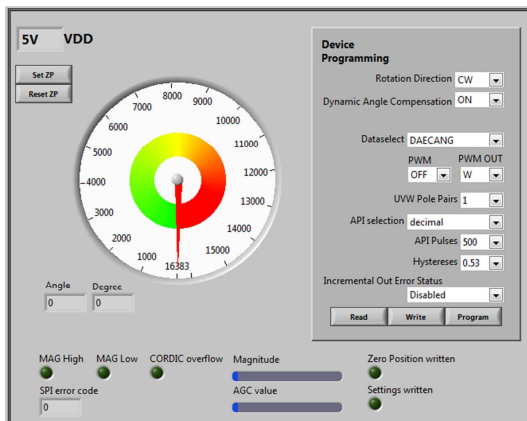 5V VDD
Set ZP
Reset ZP
8000
7000 9000
6000 10000
5000 11000
4000 12000
3000 13000
2000 14000
1000 15000
16383
Angle Degree
0 0
MAG High MAG Low CORDIC overflow Magnitude Zero Position written
SPI error code AGC value Settings written
0
Device
Programming
Rotation Direction CW
Dynamic Angle Compensation ON
Dataselect DAECANG
PWM PWM OUT
OFF W
UVW Pole Pairs 1
API selection decimal
API Pulses 500
Hystereses 0.53
Incremental Out Error Status
Disabled
Read Write Program